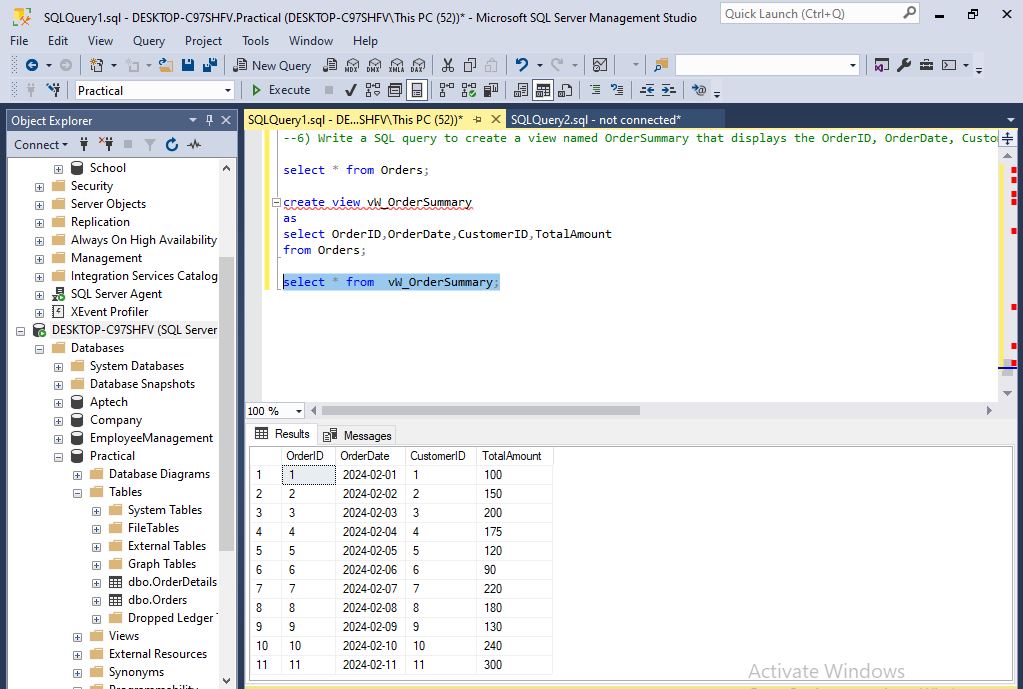 SQLQuery1.sql - DESKTOP-C97SHFV.Practical (DESKTOP-C97SHFV\This PC (52))* - Microsoft SQL Server Management Studio
Quick Launch (Ctrl+Q)
File Edit View Query Project Tools Window Help
New Query MDX DMX XMLA DAX
Practical Execute
Object Explorer
SQLQuery1.sql - DE...SHFV\This PC (52))*
SQLQuery2.sql - not connected*
Connect
School
Security
Server Objects
Replication
Always On High Availability
Management
Integration Services Catalog
SQL Server Agent
XEvent Profiler
DESKTOP-C97SHFV (SQL Server
Databases
System Databases
Database Snapshots
Aptech
Company
EmployeeManagement
Practical
Database Diagrams
Tables
System Tables
FileTables
External Tables
Graph Tables
dbo.OrderDetails
dbo.Orders
Dropped Ledger
Views
External Resources
Synonyms
Programmability
--6) Write a SQL query to create a view named OrderSummary that displays the OrderID, OrderDate, Custo
select * from Orders;
create view vW_OrderSummary
as
select OrderID,OrderDate,CustomerID,TotalAmount
from Orders;
select * from  vW_OrderSummary;
100 %
Results Messages
OrderID OrderDate CustomerID TotalAmount
1 1 2024-02-01 1 100
2 2 2024-02-02 2 150
3 3 2024-02-03 3 200
4 4 2024-02-04 4 175
5 5 2024-02-05 5 120
6 6 2024-02-06 6 90
7 7 2024-02-07 7 220
8 8 2024-02-08 8 180
9 9 2024-02-09 9 130
10 10 2024-02-10 10 240
11 11 2024-02-11 11 300
Activate Windows